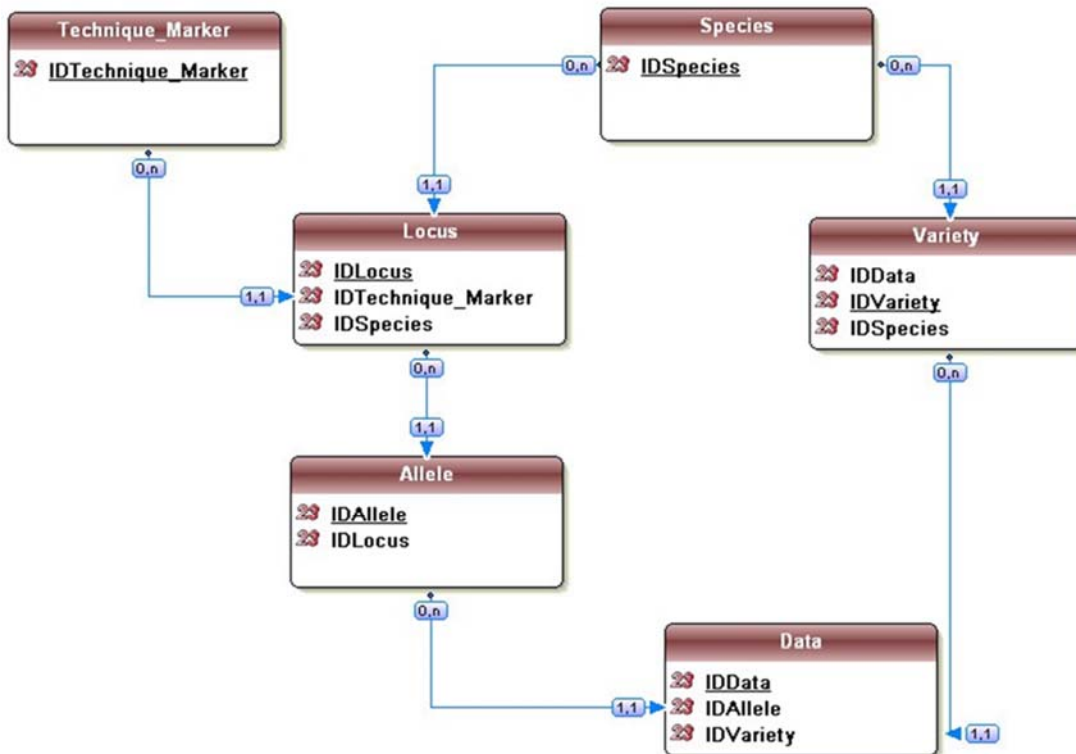 Technique_Marker
IDTechnique_Marker
0,n
Species
IDSpecies
0,n
0,n
1,1
1,1
1,1
Locus
IDLocus
IDTechnique_Marker
IDSpecies
0,n
Variety
IDData
IDVariety
IDSpecies
0,n
1,1
Allele
IDAllele
IDLocus
0,n
1,1
1,1
Data
IDData
IDAllele
IDVariety